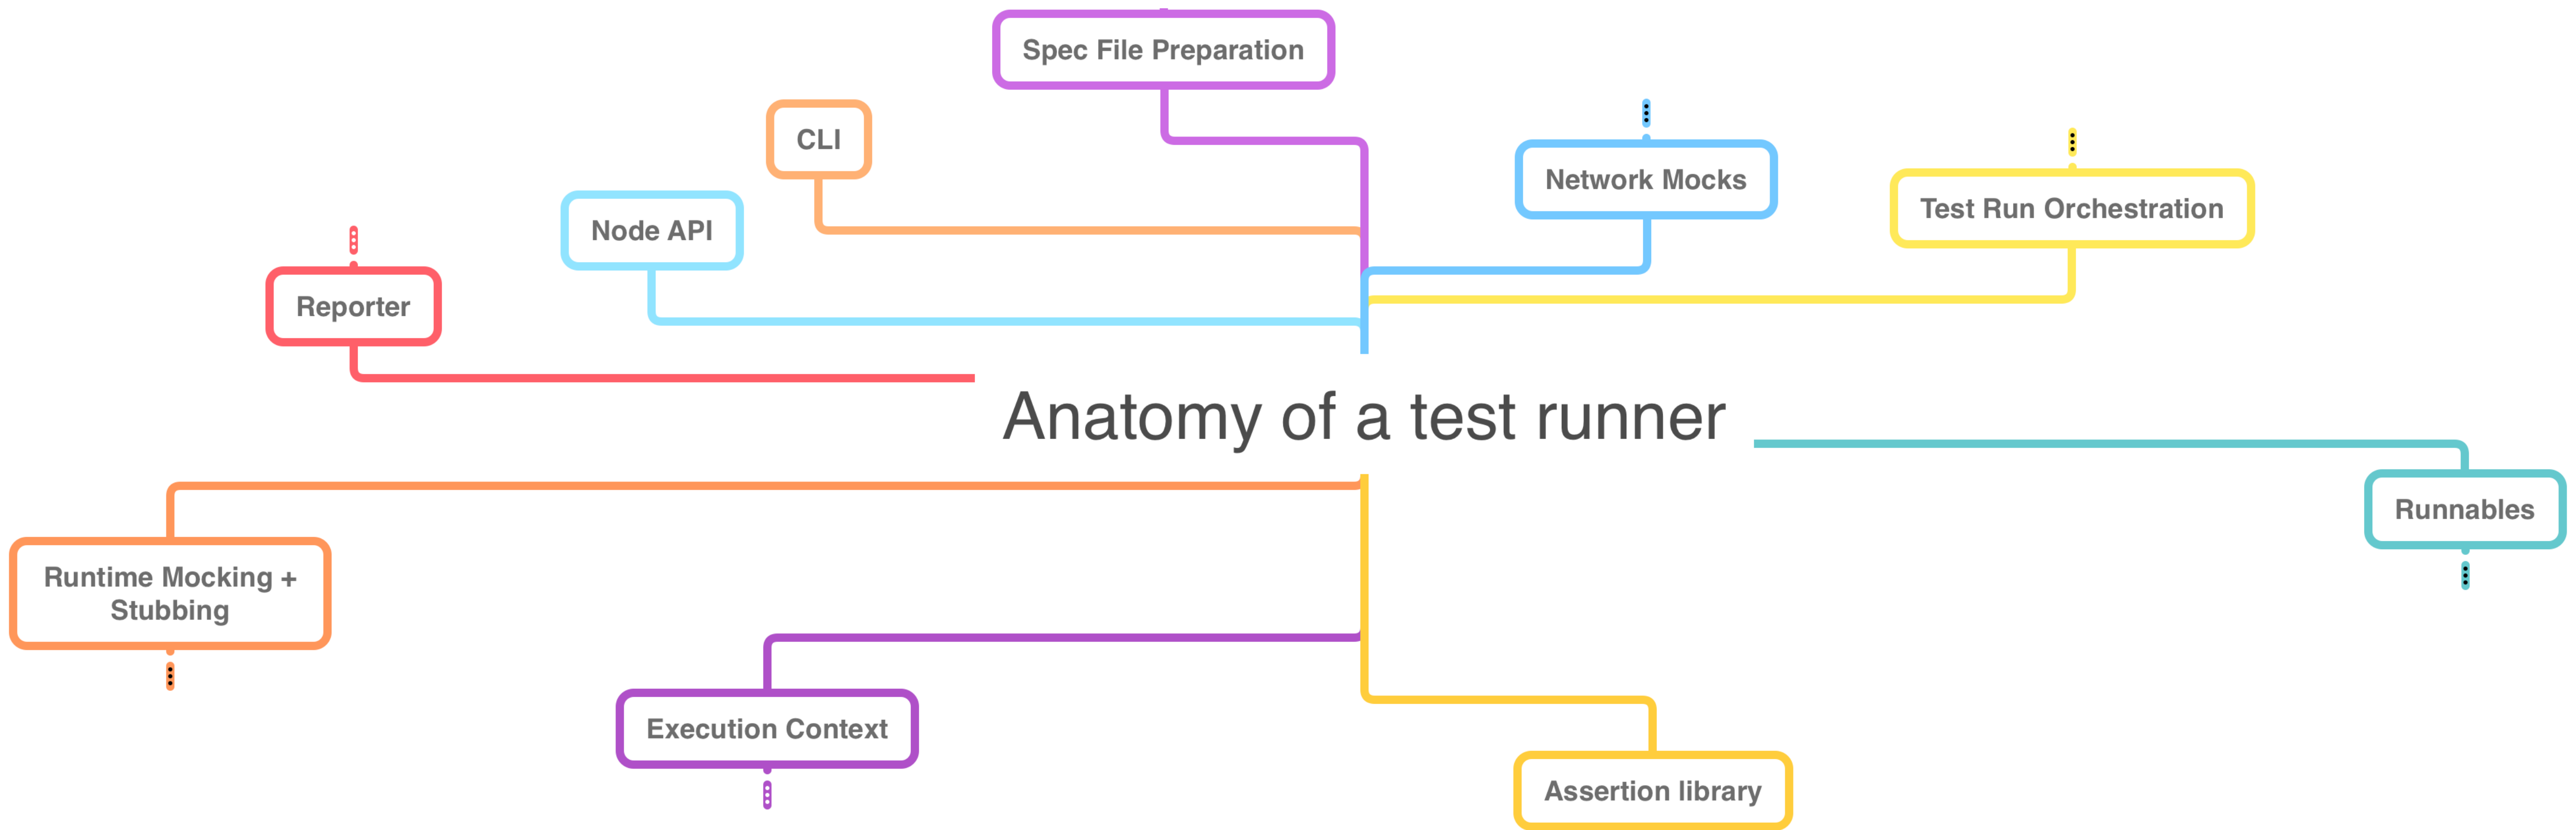 Spec File Preparation
CLI
Network Mocks
Test Run Orchestration
Node API
Reporter
Anatomy of a test runner
Runnables
Runtime Mocking +
Stubbing
Execution Context
Assertion library